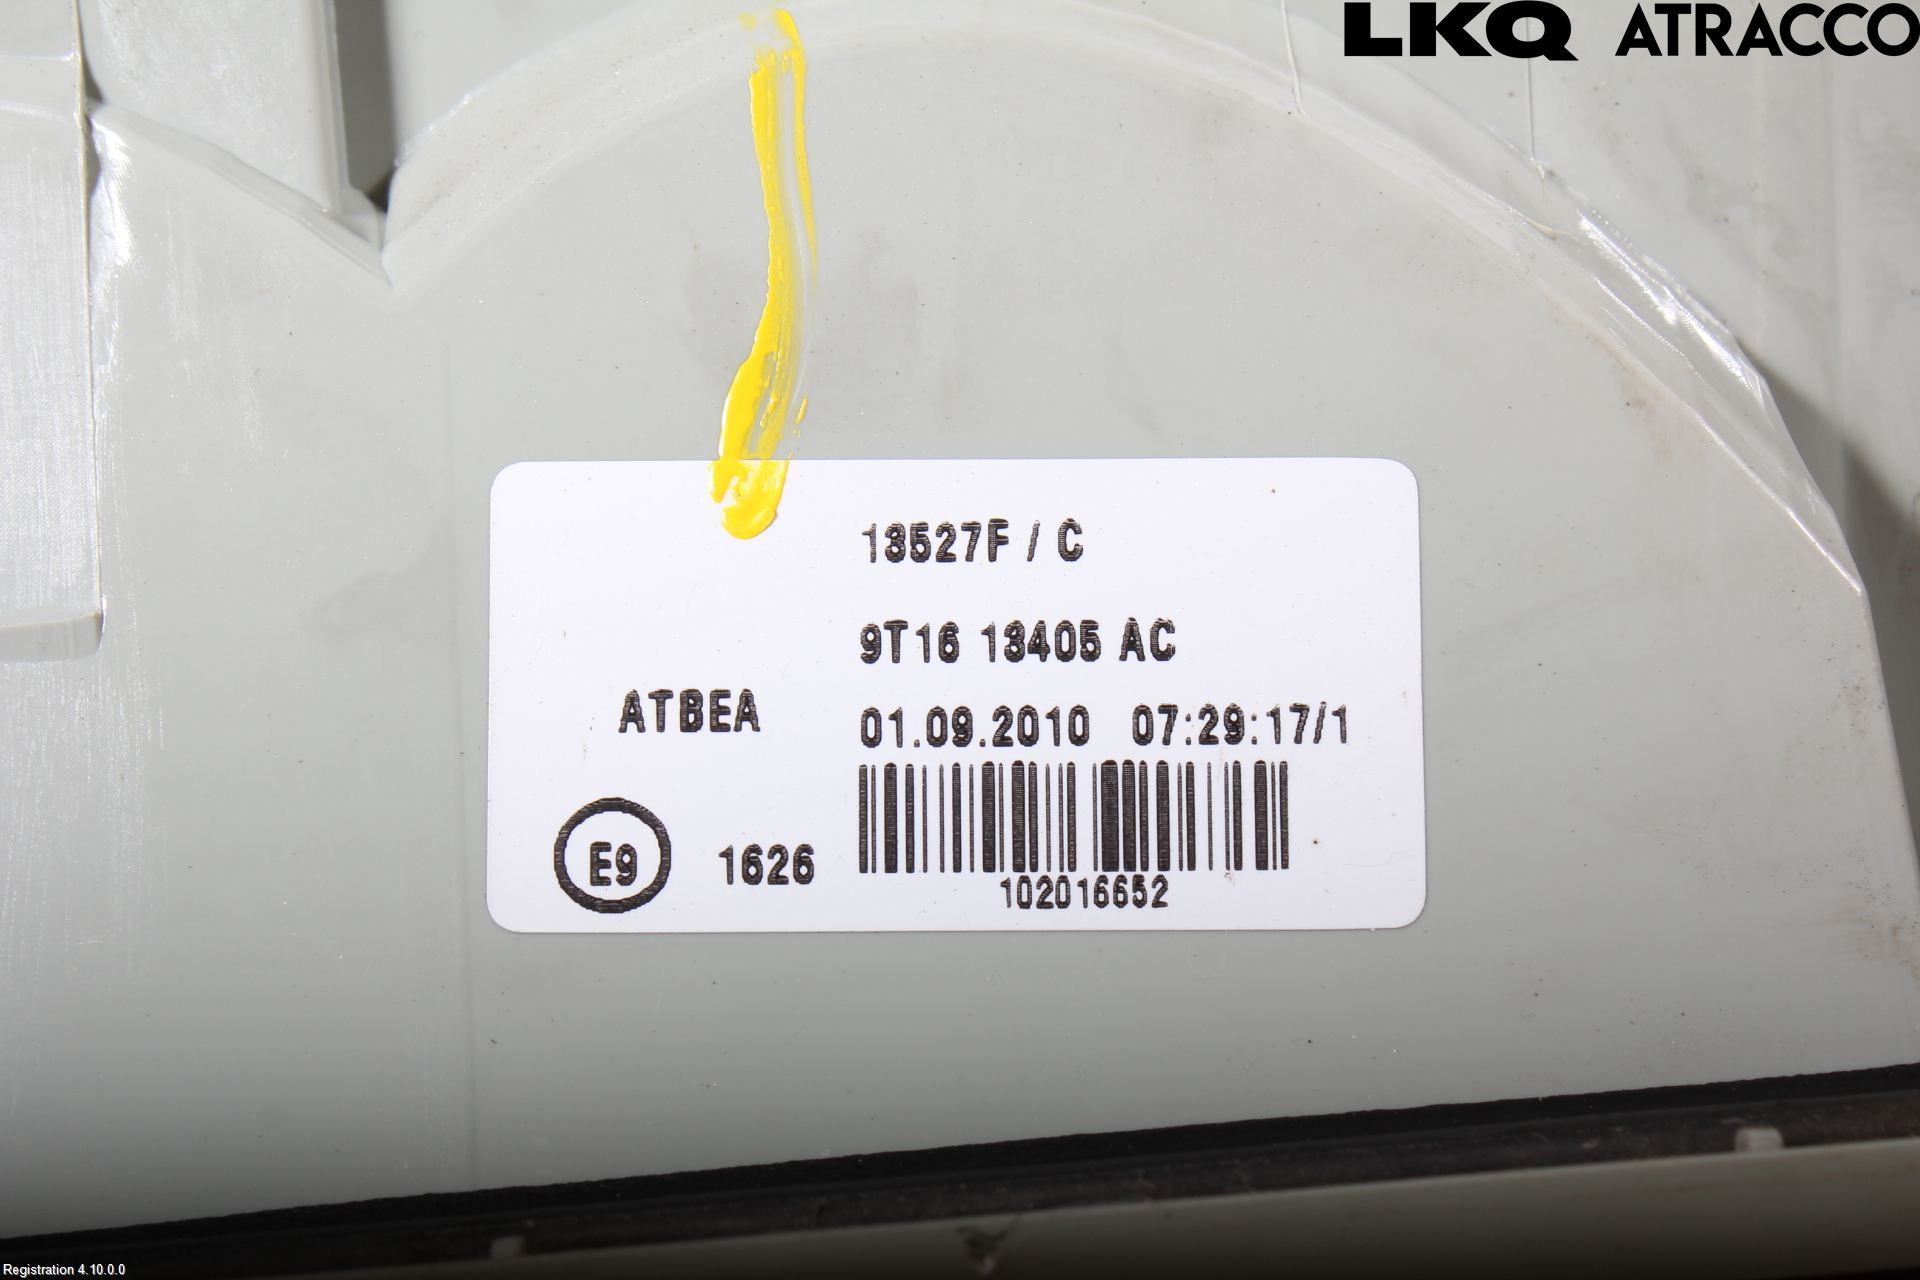 LKQ ATRACCO
13527F / C
9T16 13405 AC
ATBEA
01.09.2010 07:29:17/1
E9 1626
102016652
Registration 4.10.0.0